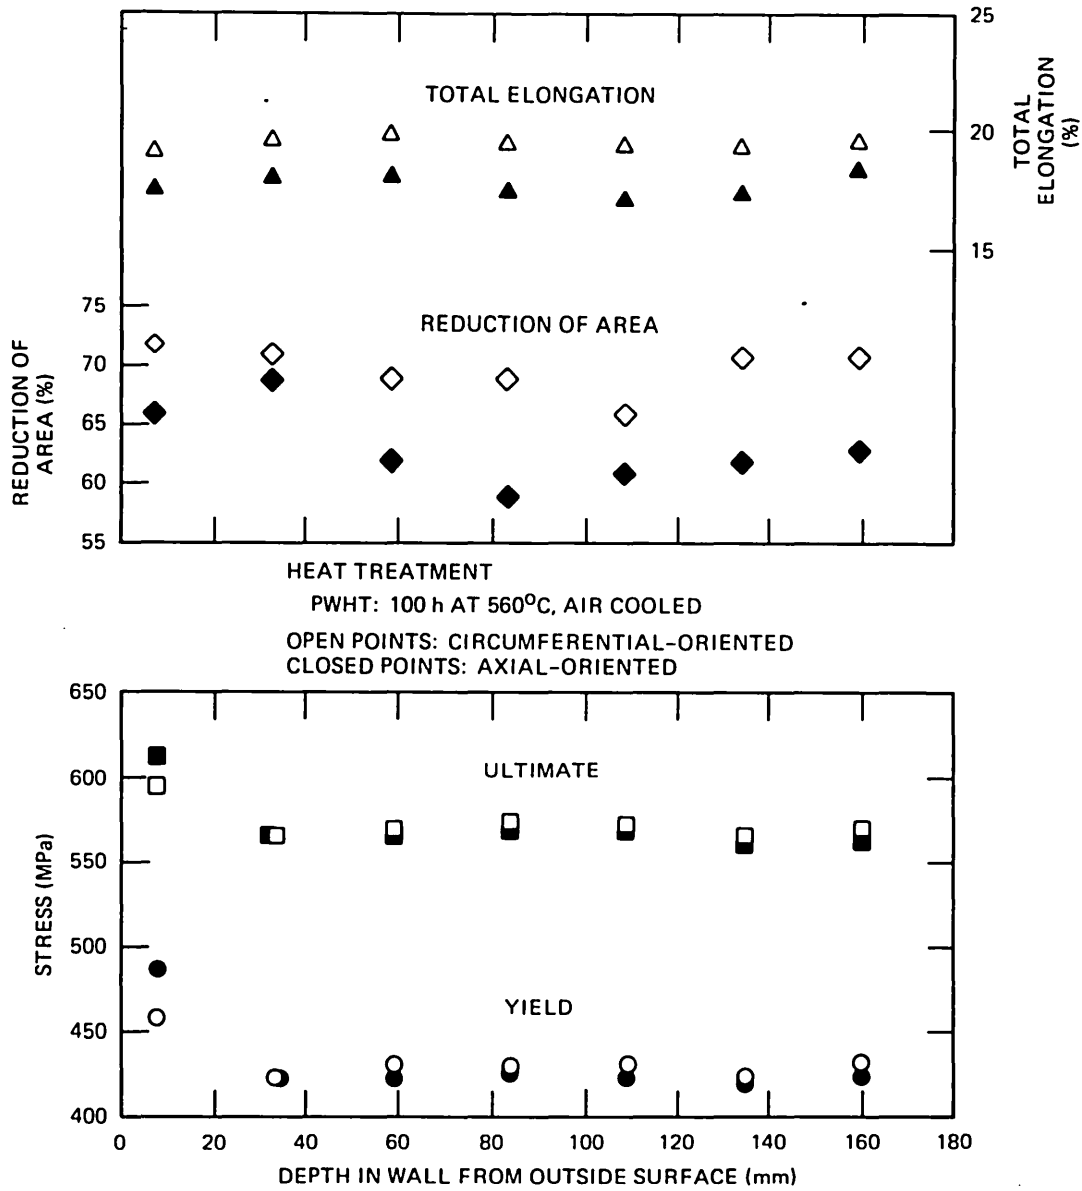 25
TOTAL ELONGATION
20
TOTAL
ELONGATION
(%)
15
75
REDUCTION OF AREA
70
REDUCTION OF
AREA (%)
65
60
55
HEAT TREATMENT
PWHT: 100 h AT 560°C, AIR COOLED
OPEN POINTS: CIRCUMFERENTIAL-ORIENTED
CLOSED POINTS: AXIAL-ORIENTED
650
ULTIMATE
600
STRESS (MPa)
550
500
YIELD
450
400
0 20 40 60 80 100 120 140 160 180
DEPTH IN WALL FROM OUTSIDE SURFACE (mm)